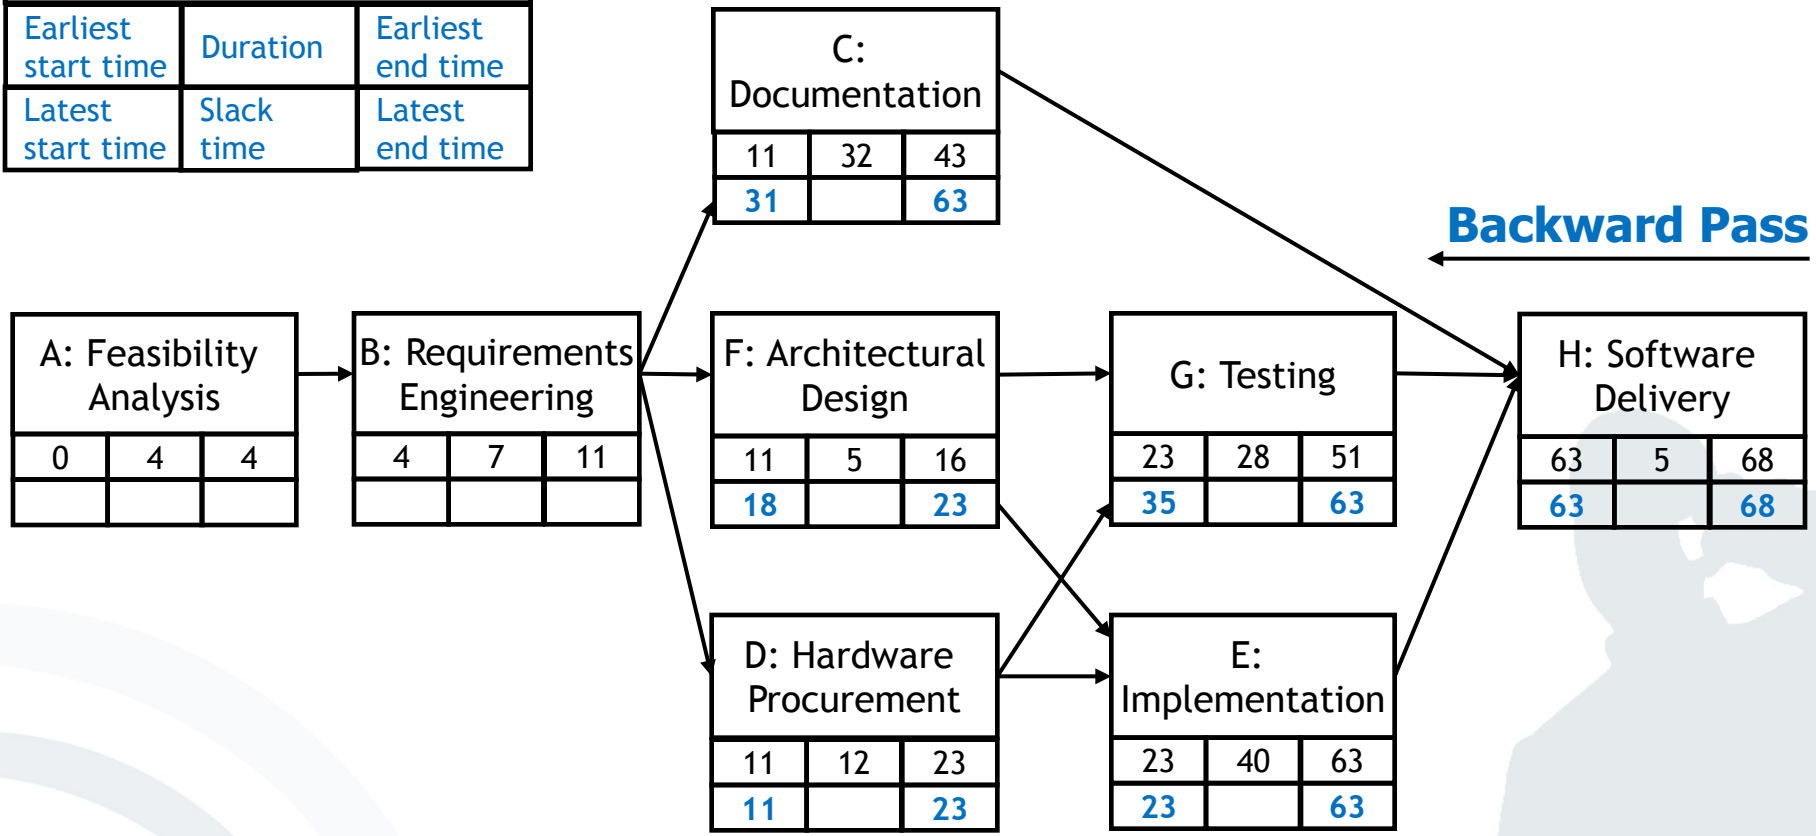 Earliest
start time
Duration
Earliest
end time
Latest
start time
Slack
time
Latest
end time
C:
Documentation
11 32 43
31 63
Backward Pass
A: Feasibility
Analysis
0 4 4
B: Requirements
Engineering
4 7 11
F: Architectural
Design
11 5 16
18 23
G: Testing
23 28 51
35 63
H: Software
Delivery
63 5 68
63 68
D: Hardware
Procurement
11 12 23
11 23
E:
Implementation
23 40 63
23 63